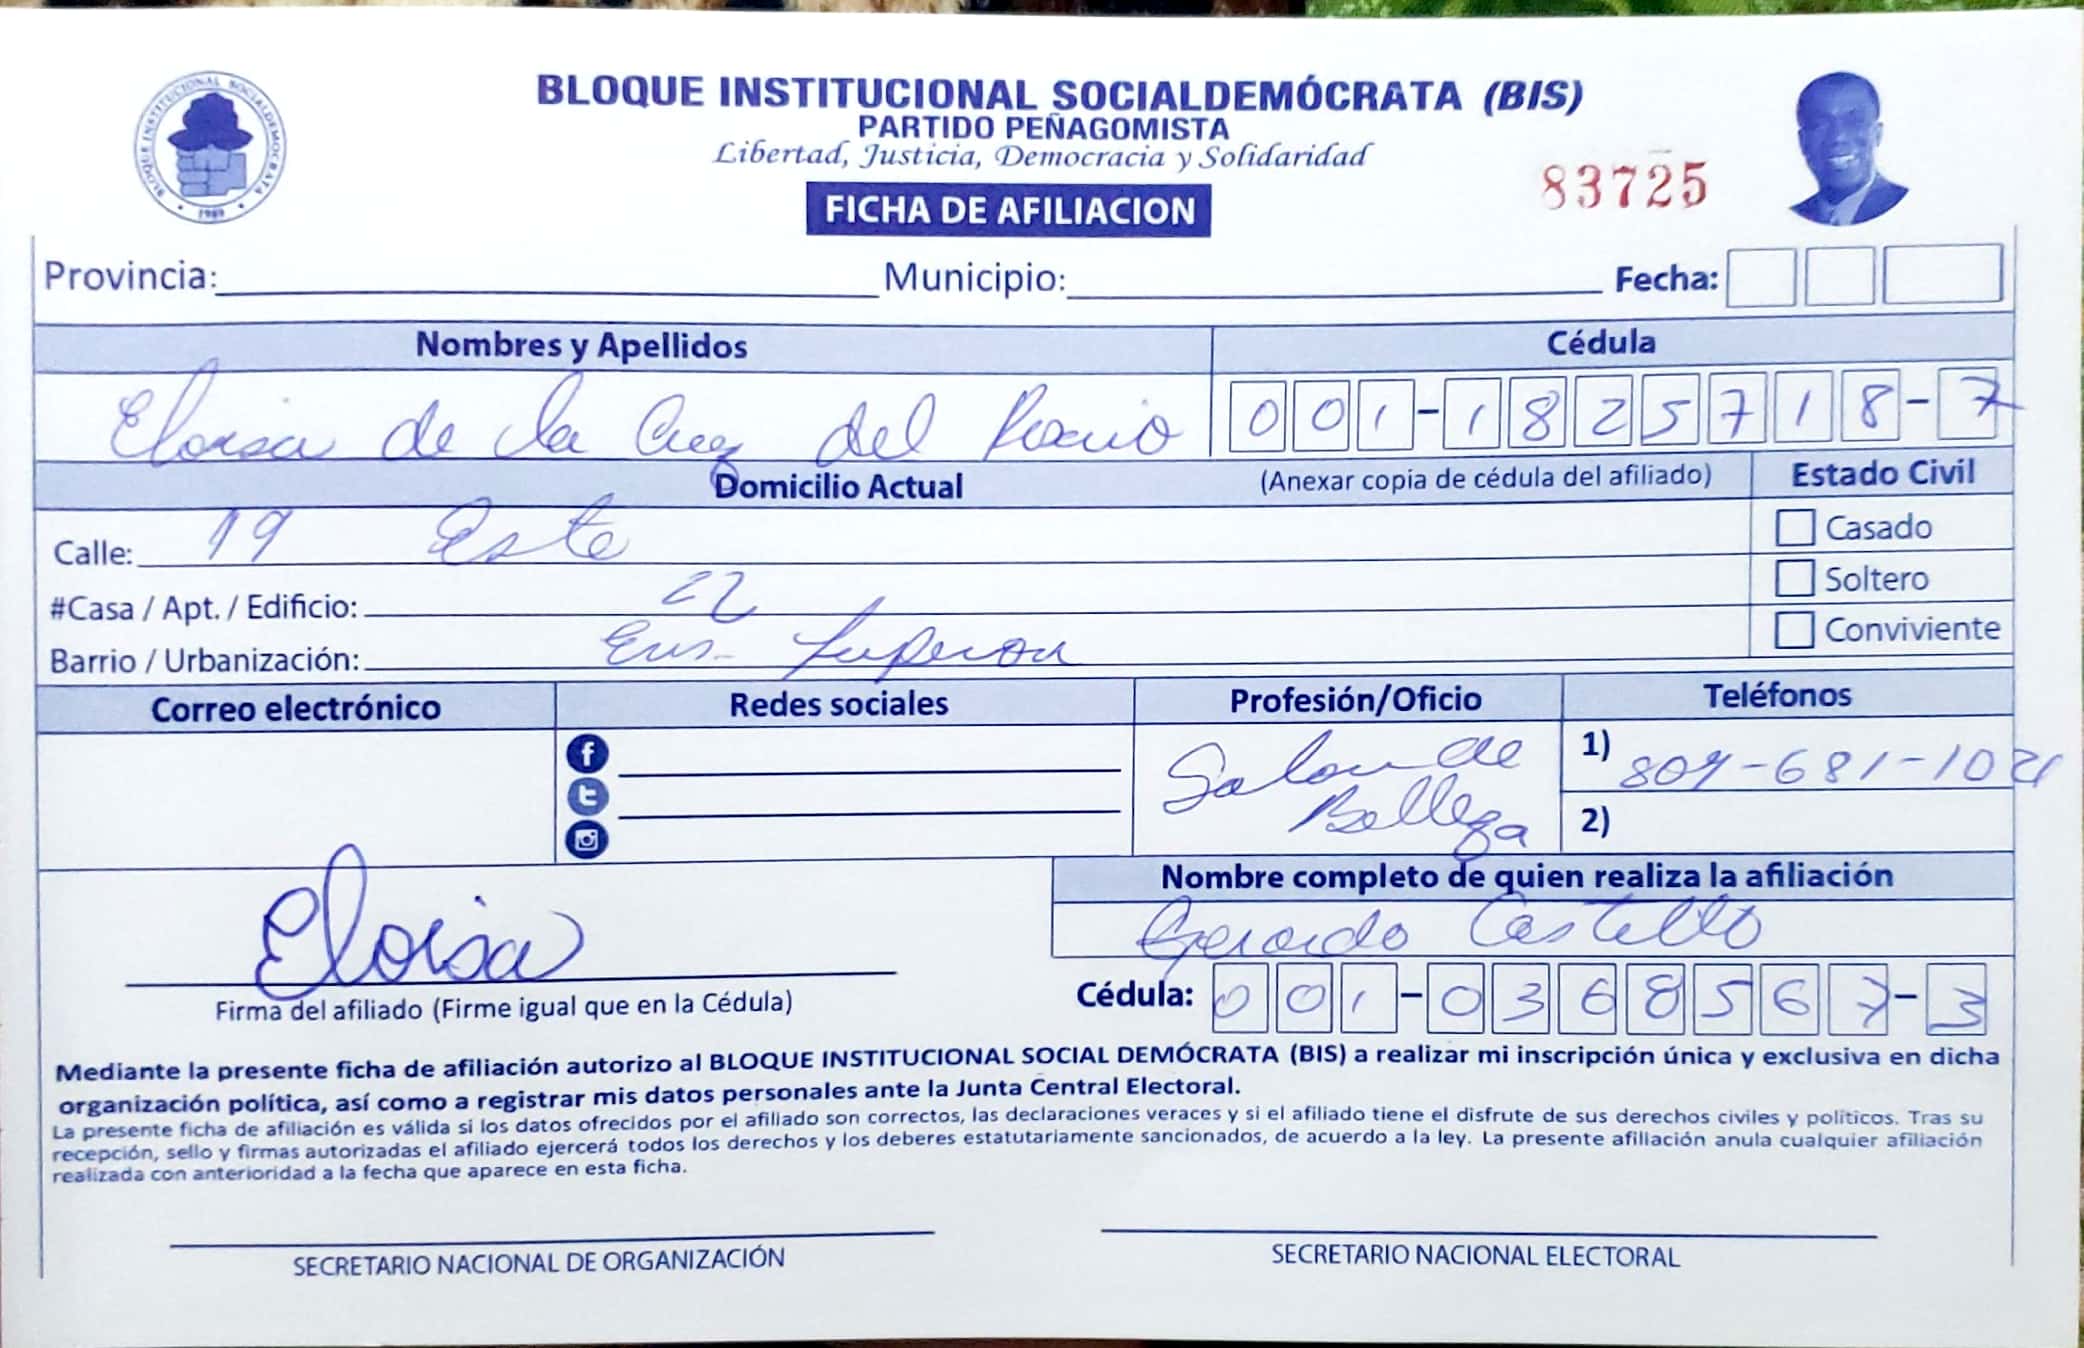 BLOQUE INSTITUCIONAL SOCIALDEMÓCRATA (BIS)
PARTIDO PEÑAGOMISTA
Libertad, Justicia, Democracia y Solidaridad
83725
BLOQUE INSTITUCIONAL SOCIALDEMOCRATA
FICHA DE AFILIACION
Provincia: Municipio: Fecha:
Nombres y Apellidos Cédula
Eloisa de la Cruz del Rosario 001-1825718-7
Domicilio Actual (Anexar copia de cédula del afiliado) Estado Civil
Calle: 19 Este Casado
#Casa / Apt. / Edificio: 22 Soltero
Barrio / Urbanización: Ens. Superior Conviviente
Correo electrónico Redes sociales Profesión/Oficio Teléfonos
Salon de Belleza
1) 809-681-102
2)
Nombre completo de quien realiza la afiliación
Gerardo Castillo
Eloisa
Firma del afiliado (Firme igual que en la Cédula)
Cédula: 001-0368567-3
Mediante la presente ficha de afiliación autorizo al BLOQUE INSTITUCIONAL SOCIAL DEMÓCRATA (BIS) a realizar mi inscripción única y exclusiva en dicha
organización política, así como a registrar mis datos personales ante la Junta Central Electoral.
La presente ficha de afiliación es válida si los datos ofrecidos por el afiliado son correctos, las declaraciones veraces y si el afiliado tiene el disfrute de sus derechos civiles y políticos. Tras su
recepción, sello y firmas autorizadas el afiliado ejercerá todos los derechos y los deberes estatutariamente sancionados, de acuerdo a la ley. La presente afiliación anula cualquier afiliación
realizada con anterioridad a la fecha que aparece en esta ficha.
SECRETARIO NACIONAL DE ORGANIZACIÓN SECRETARIO NACIONAL ELECTORAL